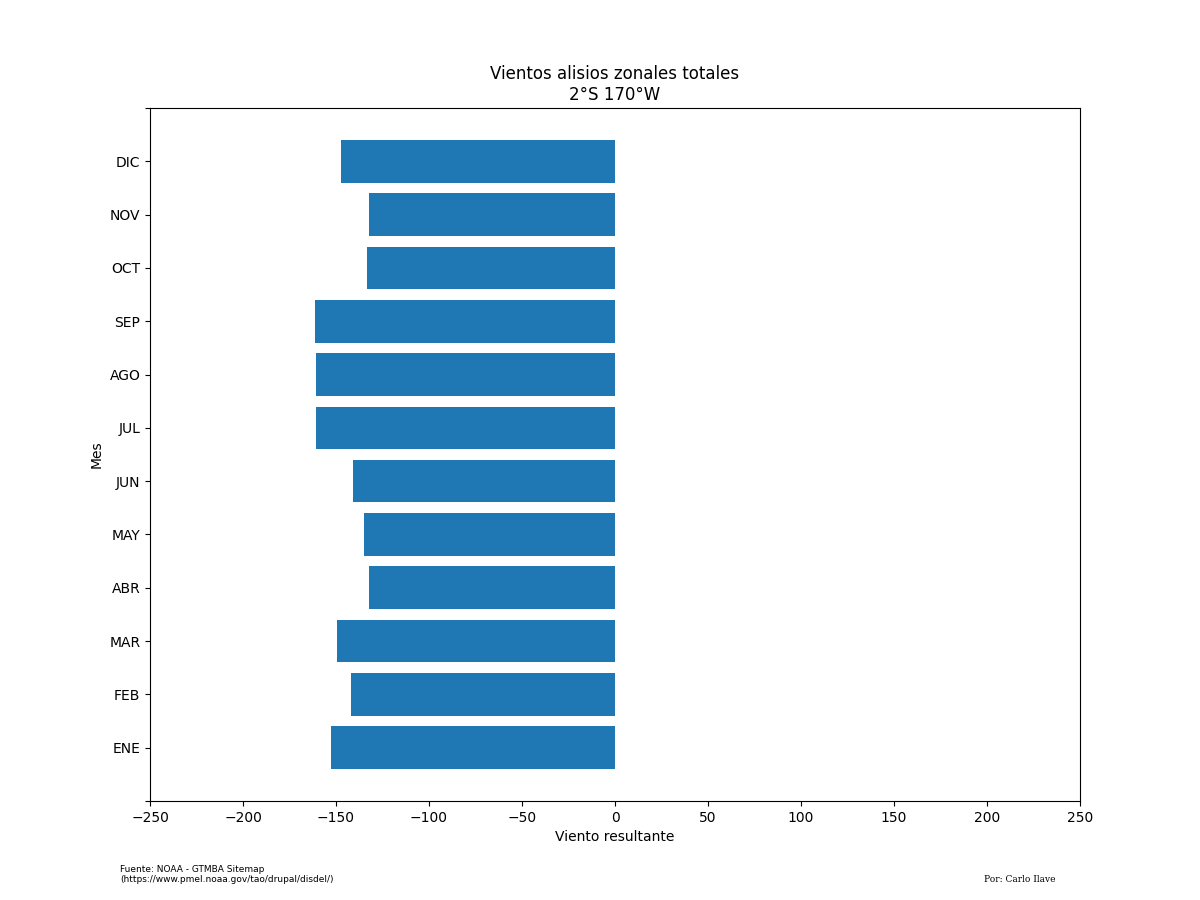 Vientos alisios zonales totales
2°S 170°W
DIC
NOV
OCT
SEP
AGO
JUL
JUN
MAY
ABR
MAR
FEB
ENE
Mes
−250 −200 −150 −100 −50 0 50 100 150 200 250
Viento resultante
Fuente: NOAA - GTMBA Sitemap
(https://www.pmel.noaa.gov/tao/drupal/disdel/)
Por: Carlo Ilave